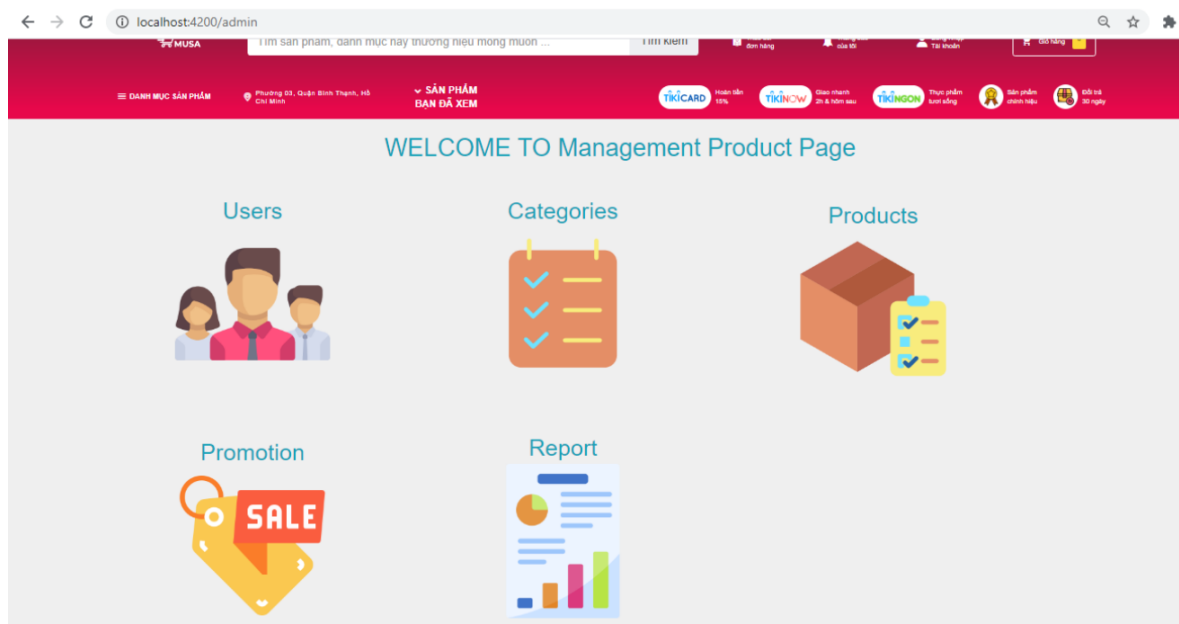 localhost:4200/admin
MUSA
Tìm sản phẩm, danh mục hay thương hiệu mong muốn ...
Tìm kiếm
đơn hàng
của tôi
Tài khoản
Giỏ hàng
DANH MỤC SẢN PHẨM
Phường 03, Quận Bình Thạnh, Hồ
Chí Minh
SẢN PHẨM
BẠN ĐÃ XEM
TIKICARD
Hoàn tiền
15%
TIKINOW
Giao nhanh
2h & hôm sau
TIKINGON
Thực phẩm
tươi sống
Sản phẩm
chính hiệu
Đổi trả
30 ngày
WELCOME TO Management Product Page
Users
Categories
Products
Promotion
SALE
Report